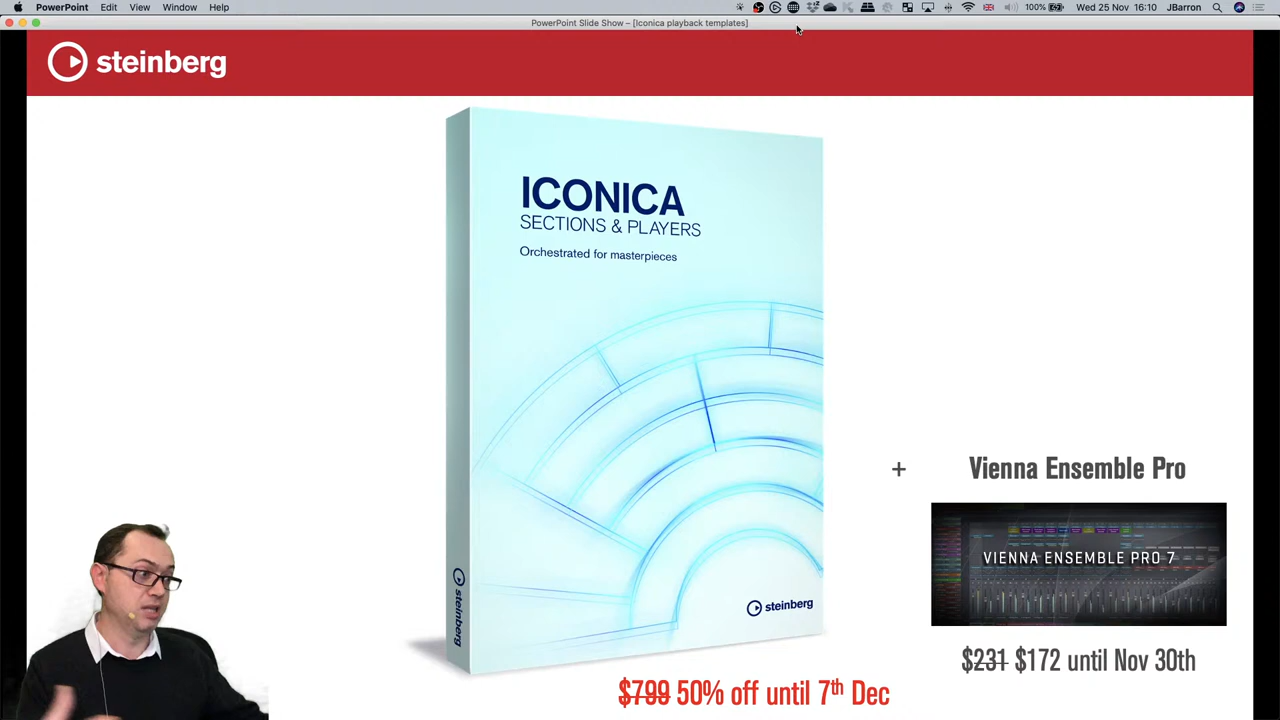 PowerPoint Edit View Window Help 100% Wed 25 Nov 16:10 JBarron
PowerPoint Slide Show – [Iconica playback templates]
steinberg
ICONICA
SECTIONS & PLAYERS
Orchestrated for masterpieces
steinberg
steinberg
+ Vienna Ensemble Pro
VIENNA ENSEMBLE PRO 7
$231 $172 until Nov 30th
$799 50% off until 7th Dec